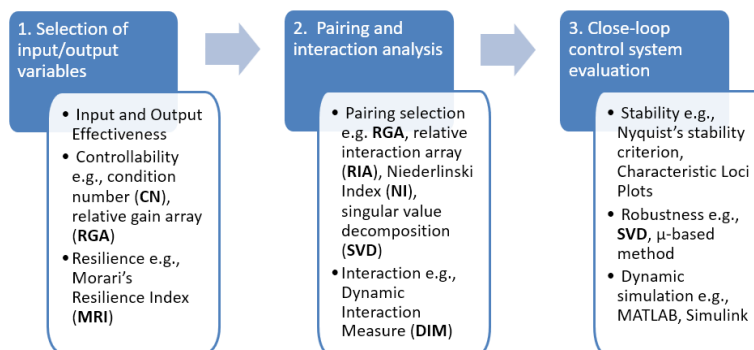 1. Selection of
input/output
variables
• Input and Output
Effectiveness
• Controllability
e.g., condition
number (CN),
relative gain array
(RGA)
• Resilience e.g.,
Morari's
Resilience Index
(MRI)
2. Pairing and
interaction analysis
• Pairing selection
e.g. RGA, relative
interaction array
(RIA), Niederlinski
Index (NI),
singular value
decomposition
(SVD)
• Interaction e.g.,
Dynamic
Interaction
Measure (DIM)
3. Close-loop
control system
evaluation
• Stability e.g.,
Nyquist's stability
criterion,
Characteristic Loci
Plots
• Robustness e.g.,
SVD, μ-based
method
• Dynamic
simulation e.g.,
MATLAB, Simulink